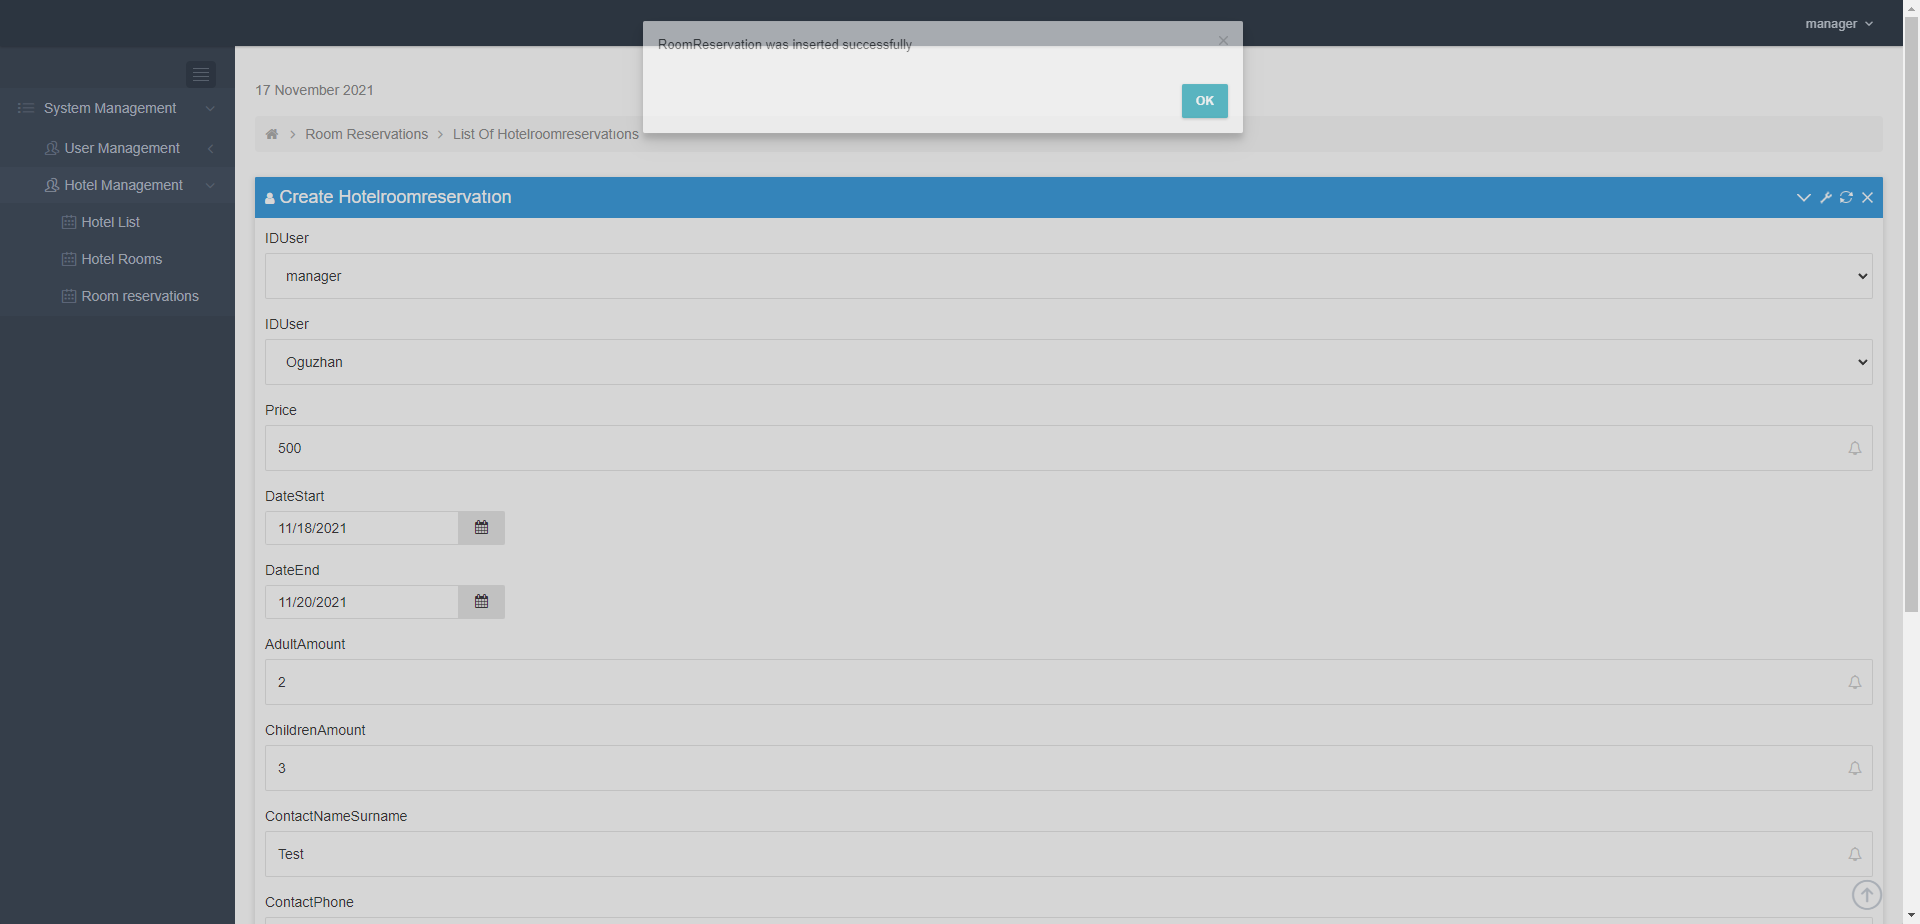 manager
RoomReservation was inserted successfully
×
OK
17 November 2021
Room Reservations
List Of Hotelroomreservatıons
System Management
User Management
Hotel Management
Hotel List
Hotel Rooms
Room reservations
Create Hotelroomreservatıon
IDUser
manager
IDUser
Oguzhan
Price
500
DateStart
11/18/2021
DateEnd
11/20/2021
AdultAmount
2
ChildrenAmount
3
ContactNameSurname
Test
ContactPhone